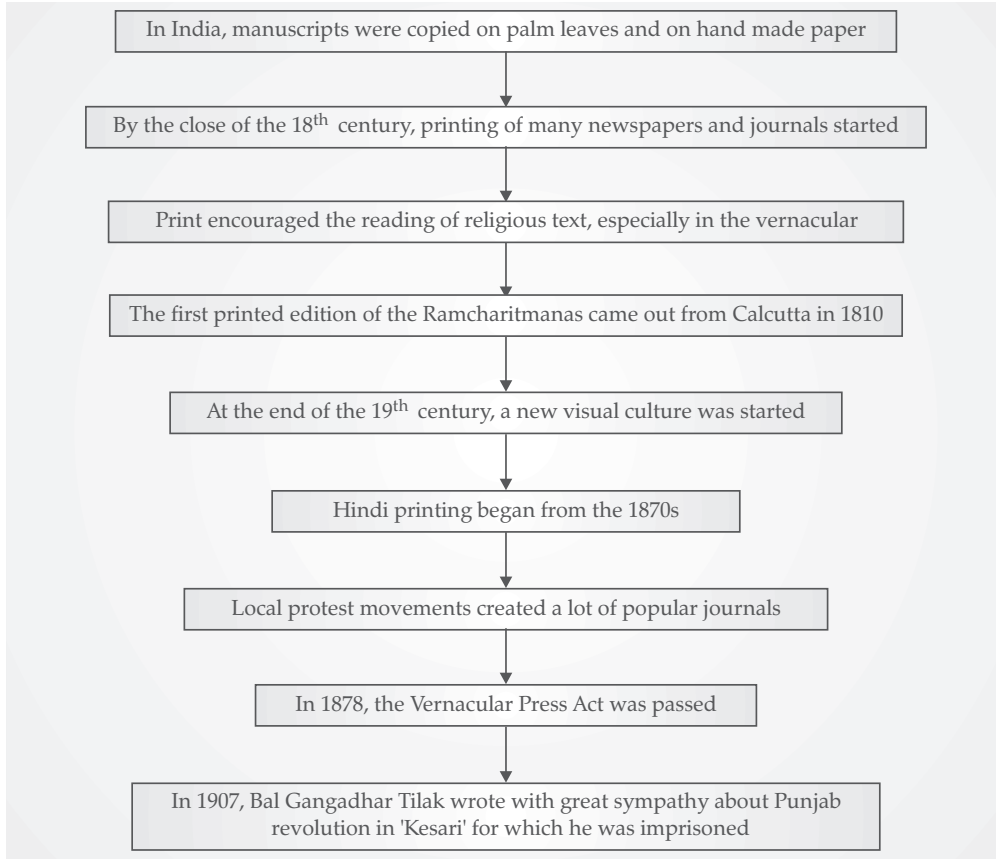 In India, manuscripts were copied on palm leaves and on hand made paper
By the close of the 18th century, printing of many newspapers and journals started
Print encouraged the reading of religious text, especially in the vernacular
The first printed edition of the Ramcharitmanas came out from Calcutta in 1810
At the end of the 19th century, a new visual culture was started
Hindi printing began from the 1870s
Local protest movements created a lot of popular journals
In 1878, the Vernacular Press Act was passed
In 1907, Bal Gangadhar Tilak wrote with great sympathy about Punjab
revolution in 'Kesari' for which he was imprisoned